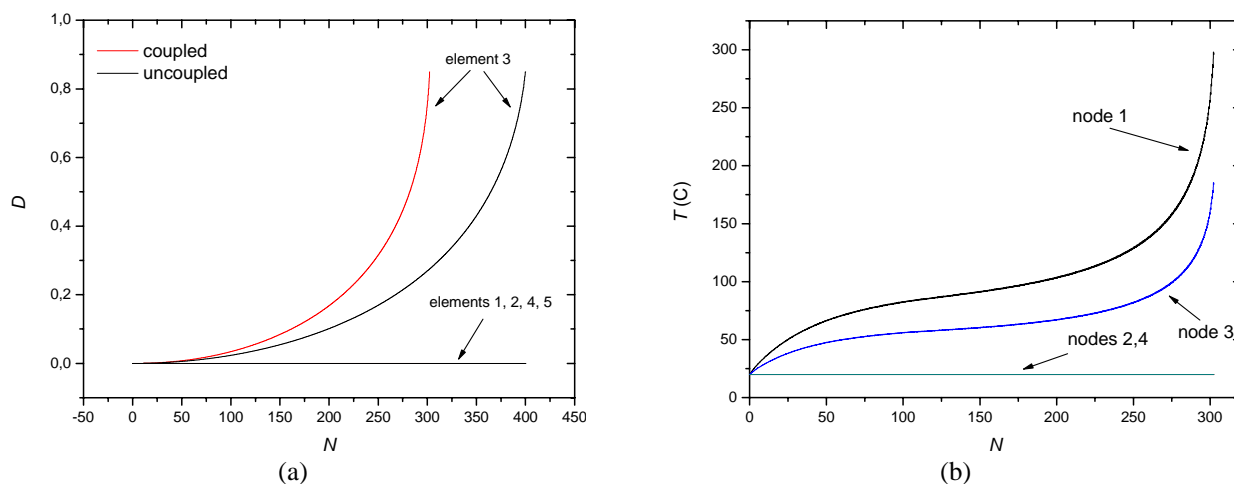 1,0
0,8
0,6
0,4
0,2
0,0
D
coupled
uncoupled
element 3
elements 1, 2, 4, 5
-50 0 50 100 150 200 250 300 350 400 450
N
(a)
300
250
200
150
100
50
0
T (C)
node 1
node 3
nodes 2,4
0 50 100 150 200 250 300
N
(b)